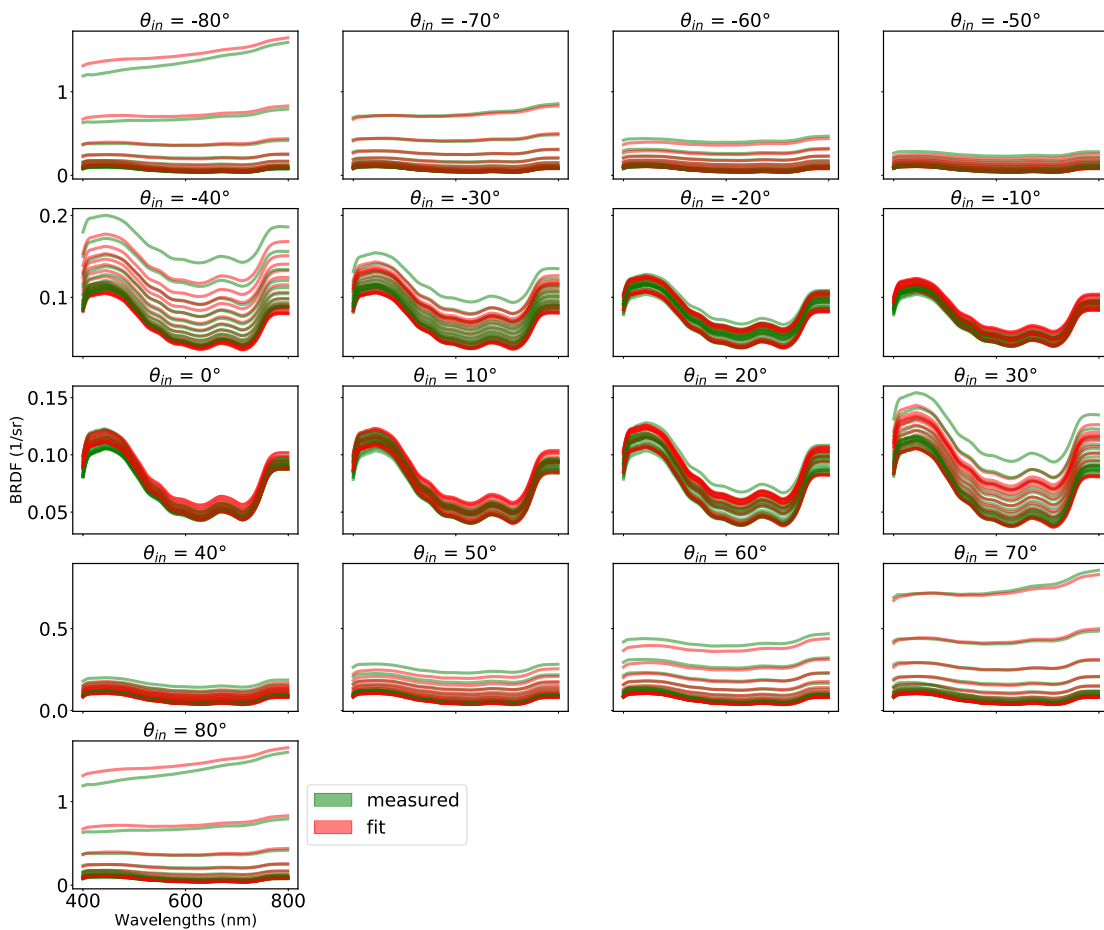 θin = -80° θin = -70° θin = -60° θin = -50°
1
0
θin = -40° θin = -30° θin = -20° θin = -10°
0.2
0.1
θin = 0° θin = 10° θin = 20° θin = 30°
0.15
0.10
0.05
BRDF (1/sr)
θin = 40° θin = 50° θin = 60° θin = 70°
0.5
0.0
θin = 80°
1
0
400 600 800
Wavelengths (nm)
measured
fit